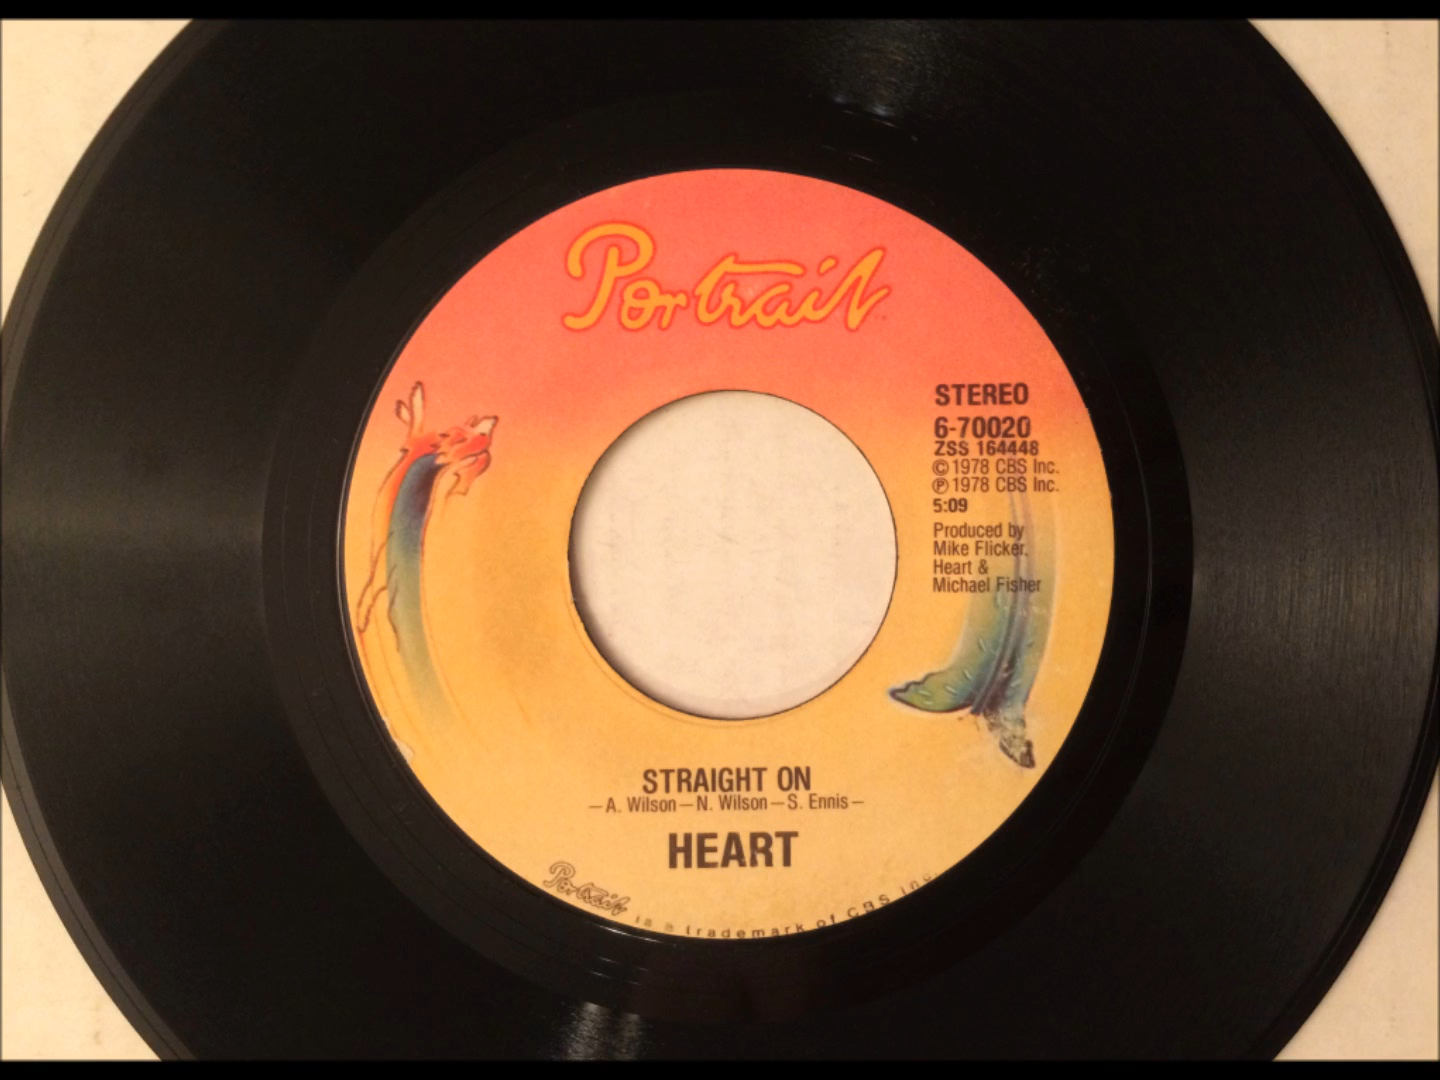 Portrait
STEREO
6-70020
ZSS 164448
© 1978 CBS Inc.
℗ 1978 CBS Inc.
5:09
Produced by
Mike Flicker,
Heart &
Michael Fisher
STRAIGHT ON
—A. Wilson—N. Wilson—S. Ennis—
HEART
Portrait is a trademark of CBS Inc.